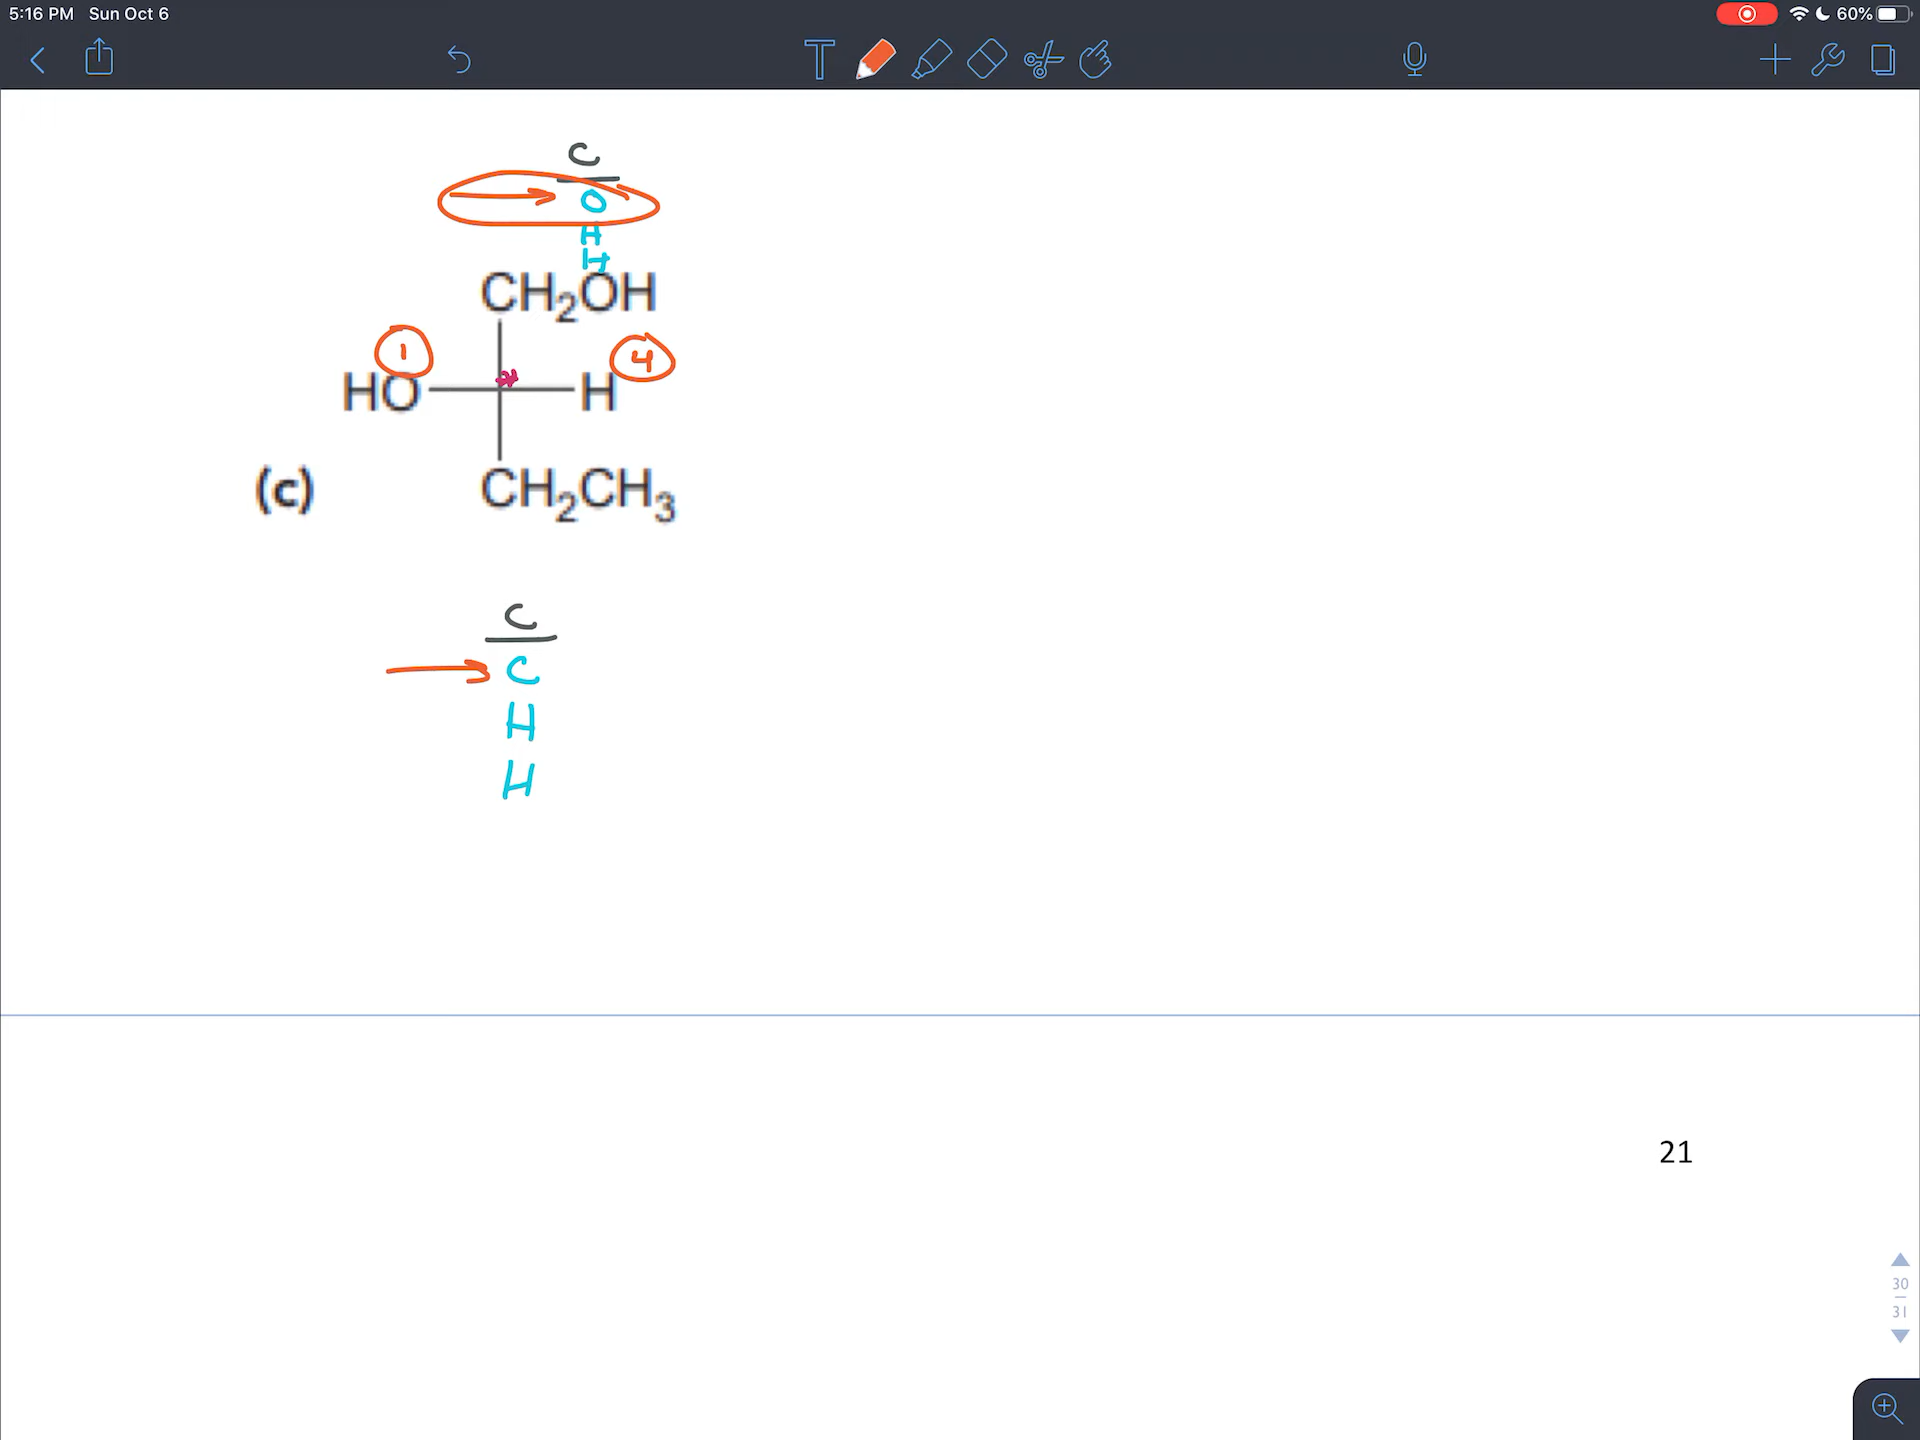 5:16 PM Sun Oct 6 60%
T
C
O
H
H
CH₂OH
1 4
HO * H
(c) CH₂CH₃
C
C
H
H
21
30
31